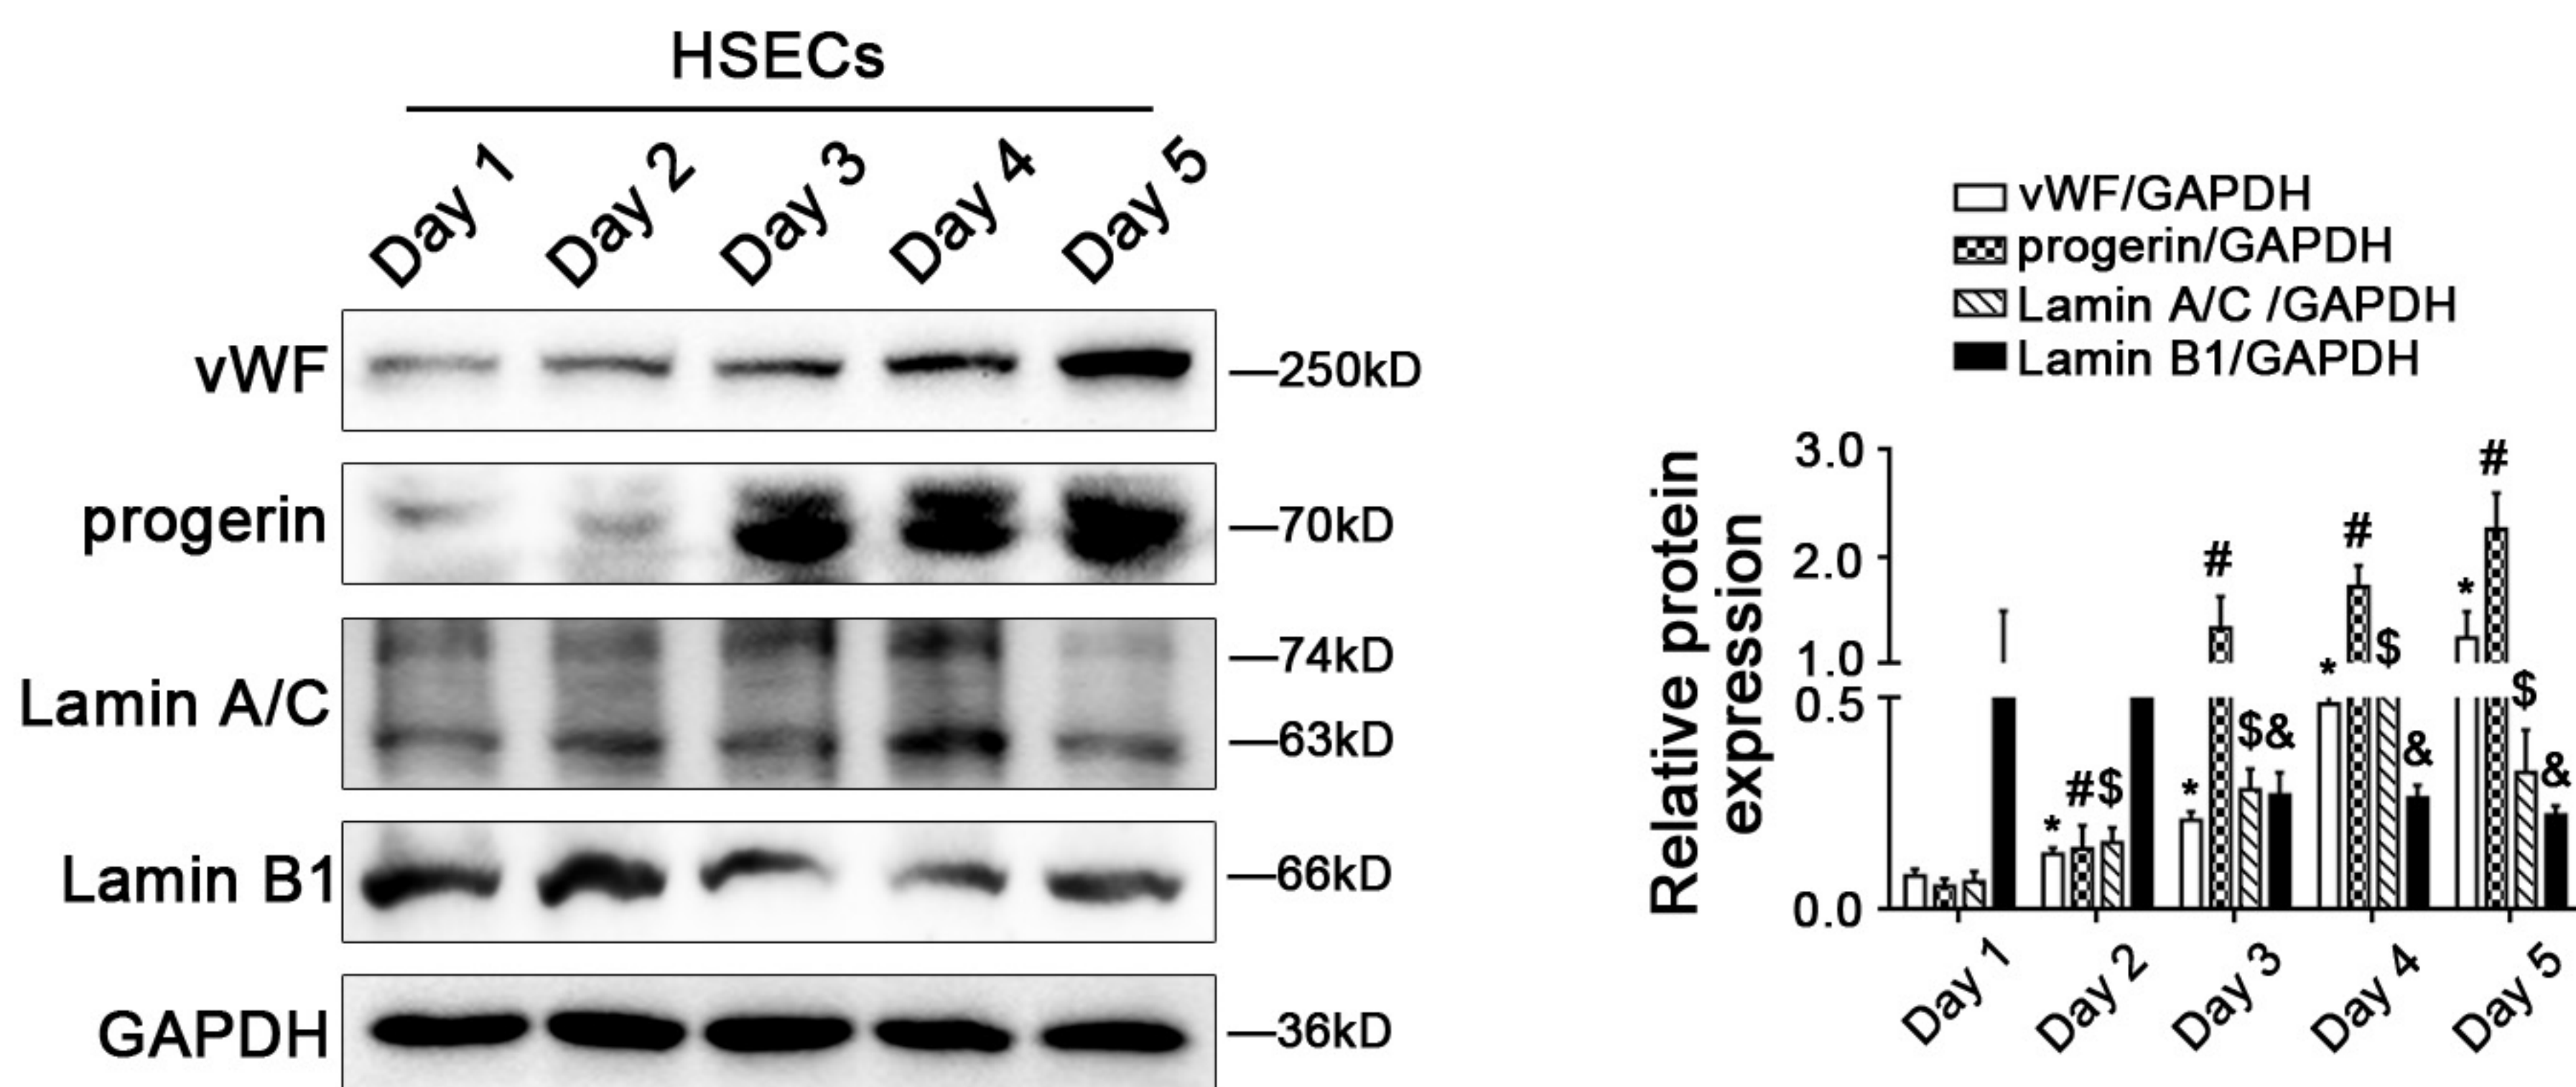 HSECs
Day 1 Day 2 Day 3 Day 4 Day 5
vWF —250kD
progerin —70kD
Lamin A/C —74kD
—63kD
Lamin B1 —66kD
GAPDH —36kD
vWF/GAPDH
progerin/GAPDH
Lamin A/C /GAPDH
Lamin B1/GAPDH
Relative protein
expression
3.0
2.0
1.0
0.5
0.0
* # $
* # $ &
* # $ &
* # $ &
Day 1 Day 2 Day 3 Day 4 Day 5